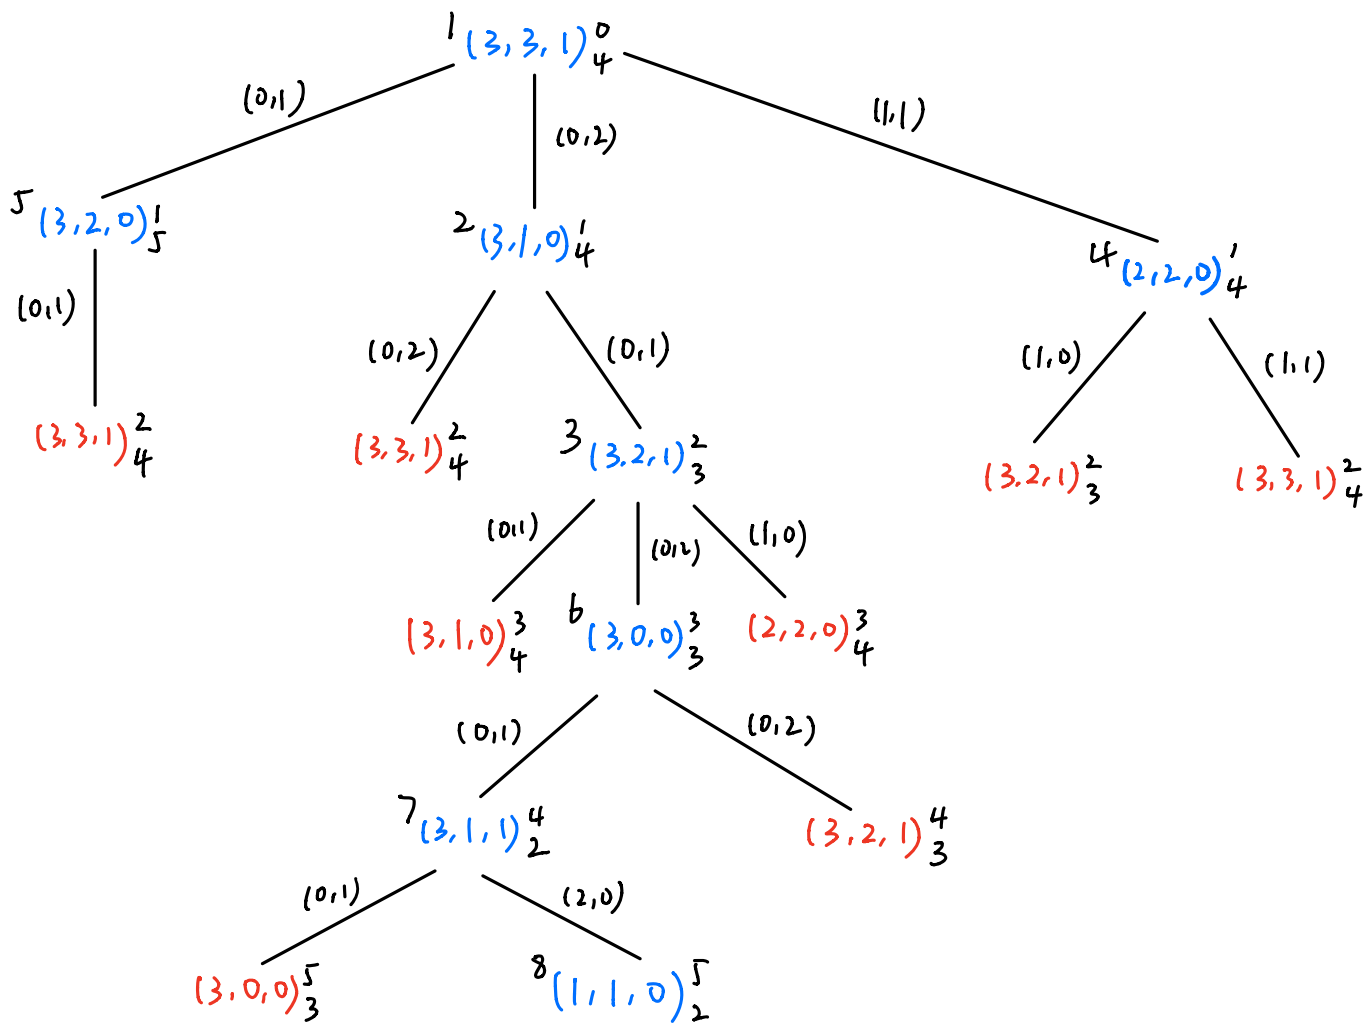 1 (3, 3, 1) 0 4
(0,1)
(0,2)
(1,1)
5 (3,2,0) 1 5
2 (3,1,0) 1 4
4 (2,2,0) 1 4
(0,1)
(0,2)
(0,1)
(1,0)
(1,1)
(3,3,1) 2 4
(3,3,1) 2 4
3 (3.2,1) 2 3
(3.2,1) 2 3
(3,3,1) 2 4
(0,1)
(0,2)
(1,0)
(3,1,0) 3 4
6 (3,0,0) 3 3
(2,2,0) 3 4
(0,1)
(0,2)
7 (3,1,1) 4 2
(3,2,1) 4 3
(0,1)
(2,0)
(3,0,0) 5 3
8 (1,1,0) 5 2